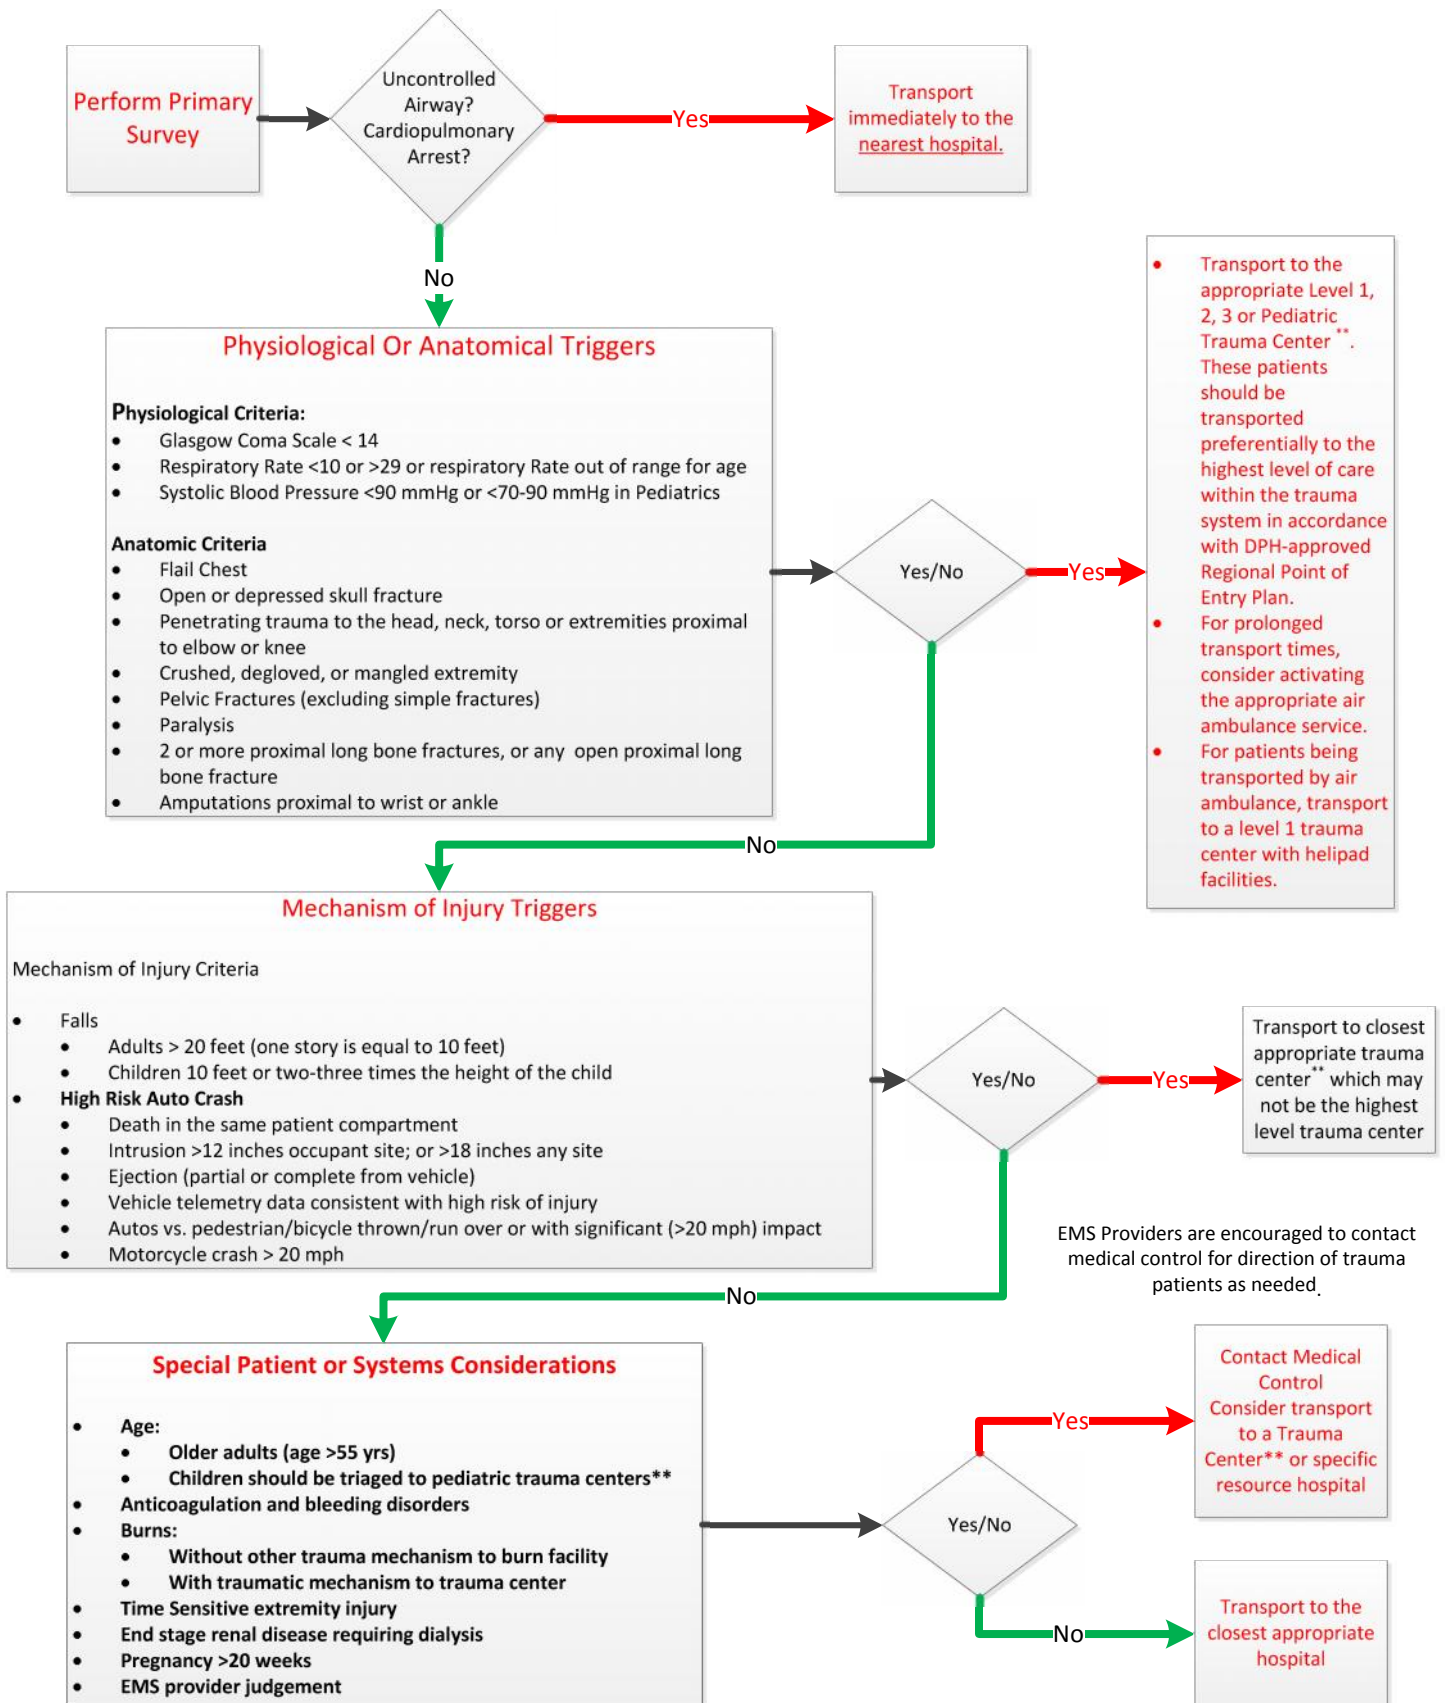 Perform Primary
Survey
Uncontrolled
Airway?
Cardiopulmonary
Arrest?
Yes
Transport
immediately to the
nearest hospital.
No
Physiological Or Anatomical Triggers
Physiological Criteria:
• Glasgow Coma Scale < 14
• Respiratory Rate <10 or >29 or respiratory Rate out of range for age
• Systolic Blood Pressure <90 mmHg or <70-90 mmHg in Pediatrics
Anatomic Criteria
• Flail Chest
• Open or depressed skull fracture
• Penetrating trauma to the head, neck, torso or extremities proximal
to elbow or knee
• Crushed, degloved, or mangled extremity
• Pelvic Fractures (excluding simple fractures)
• Paralysis
• 2 or more proximal long bone fractures, or any open proximal long
bone fracture
• Amputations proximal to wrist or ankle
Yes/No
Yes
• Transport to the
appropriate Level 1,
2, 3 or Pediatric
Trauma Center **.
These patients
should be
transported
preferentially to the
highest level of care
within the trauma
system in accordance
with DPH-approved
Regional Point of
Entry Plan.
• For prolonged
transport times,
consider activating
the appropriate air
ambulance service.
• For patients being
transported by air
ambulance, transport
to a level 1 trauma
center with helipad
facilities.
No
Mechanism of Injury Triggers
Mechanism of Injury Criteria
• Falls
• Adults > 20 feet (one story is equal to 10 feet)
• Children 10 feet or two-three times the height of the child
• High Risk Auto Crash
• Death in the same patient compartment
• Intrusion >12 inches occupant site; or >18 inches any site
• Ejection (partial or complete from vehicle)
• Vehicle telemetry data consistent with high risk of injury
• Autos vs. pedestrian/bicycle thrown/run over or with significant (>20 mph) impact
• Motorcycle crash > 20 mph
Yes/No
Yes
Transport to closest
appropriate trauma
center** which may
not be the highest
level trauma center
EMS Providers are encouraged to contact
medical control for direction of trauma
patients as needed.
No
Special Patient or Systems Considerations
• Age:
• Older adults (age >55 yrs)
• Children should be triaged to pediatric trauma centers**
• Anticoagulation and bleeding disorders
• Burns:
• Without other trauma mechanism to burn facility
• With traumatic mechanism to trauma center
• Time Sensitive extremity injury
• End stage renal disease requiring dialysis
• Pregnancy >20 weeks
• EMS provider judgement
Yes/No
Yes
Contact Medical
Control
Consider transport
to a Trauma
Center** or specific
resource hospital
No
Transport to the
closest appropriate
hospital